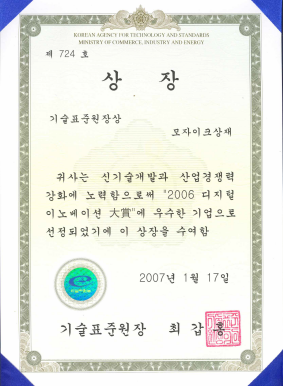 KOREAN AGENCY FOR TECHNOLOGY AND STANDARDS
MINISTRY OF COMMERCE, INDUSTRY AND ENERGY
제 724 호
상 장
기술표준원장상
모자이크상재
귀사는 신기술개발과 산업경쟁력
강화에 노력함으로써 "2006 디지털
이노베이션 大賞"에 우수한 기업으로
선정되었기에 이 상장을 수여함
2007년 1월 17일
기술표준원장 최 갑 홍